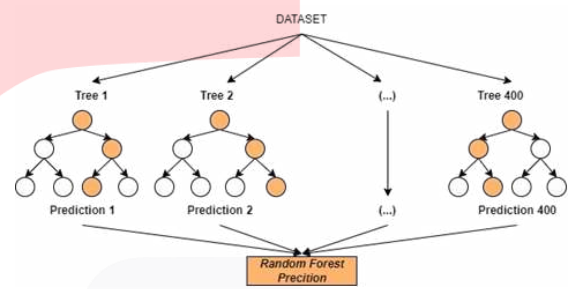 DATASET
Tree 1
Tree 2
(...)
Tree 400
Prediction 1
Prediction 2
(...)
Prediction 400
Random Forest
Precition